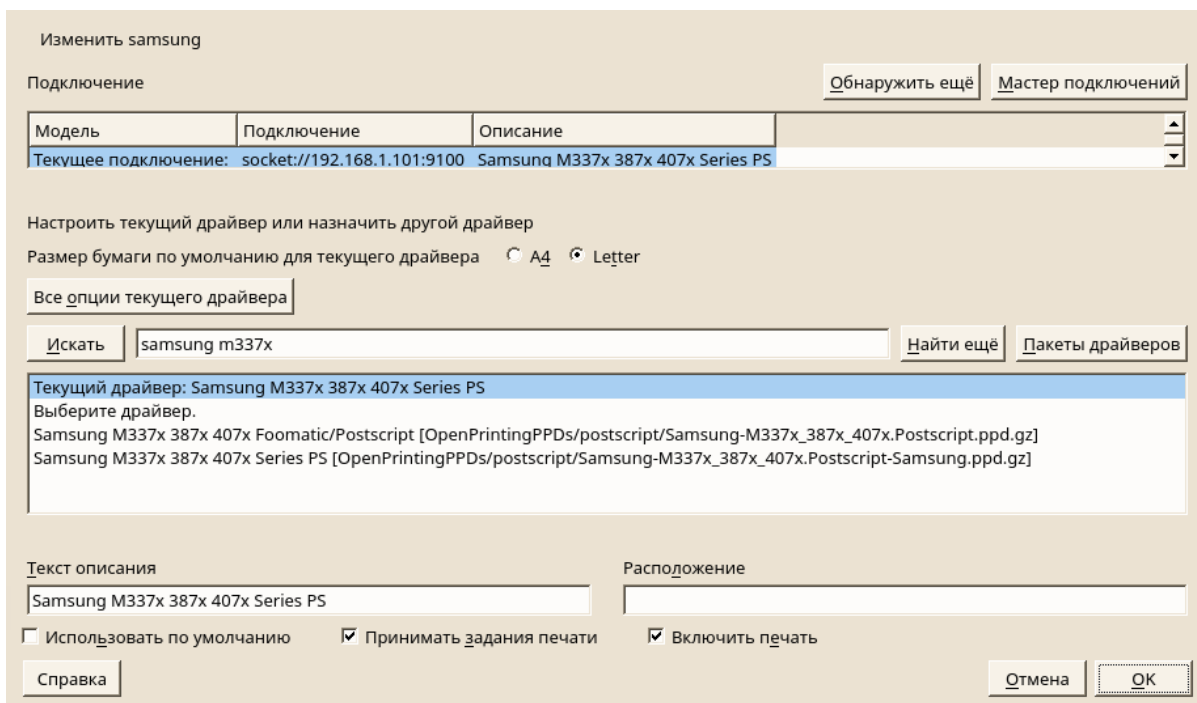 Изменить samsung
Подключение
Обнаружить ещё
Мастер подключений
Модель Подключение Описание
Текущее подключение: socket://192.168.1.101:9100 Samsung M337x 387x 407x Series PS
Настроить текущий драйвер или назначить другой драйвер
Размер бумаги по умолчанию для текущего драйвера A4 Letter
Все опции текущего драйвера
Искать samsung m337x Найти ещё Пакеты драйверов
Текущий драйвер: Samsung M337x 387x 407x Series PS
Выберите драйвер.
Samsung M337x 387x 407x Foomatic/Postscript [OpenPrintingPPDs/postscript/Samsung-M337x_387x_407x.Postscript.ppd.gz]
Samsung M337x 387x 407x Series PS [OpenPrintingPPDs/postscript/Samsung-M337x_387x_407x.Postscript-Samsung.ppd.gz]
Текст описания Расположение
Samsung M337x 387x 407x Series PS
Использовать по умолчанию Принимать задания печати Включить печать
Справка Отмена OK